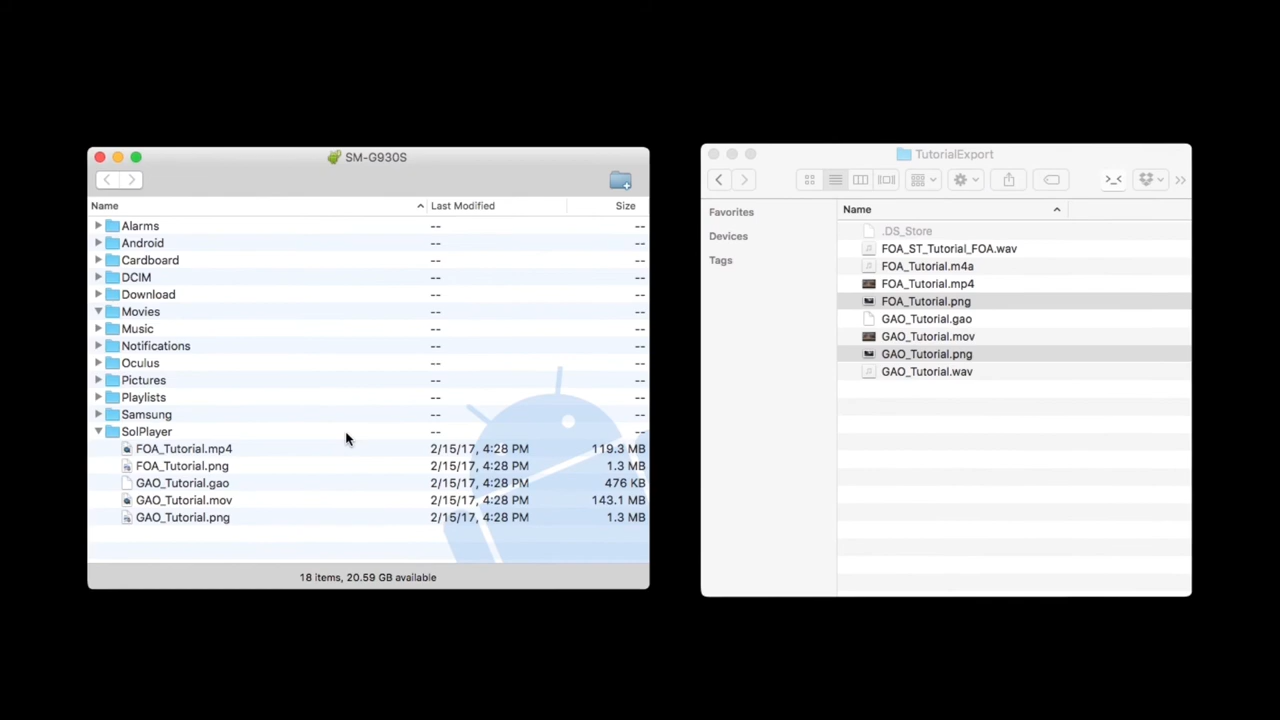 SM-G930S
Name Last Modified Size
Alarms -- --
Android -- --
Cardboard -- --
DCIM -- --
Download -- --
Movies -- --
Music -- --
Notifications -- --
Oculus -- --
Pictures -- --
Playlists -- --
Samsung -- --
SolPlayer -- --
FOA_Tutorial.mp4 2/15/17, 4:28 PM 119.3 MB
FOA_Tutorial.png 2/15/17, 4:28 PM 1.3 MB
GAO_Tutorial.gao 2/15/17, 4:28 PM 476 KB
GAO_Tutorial.mov 2/15/17, 4:28 PM 143.1 MB
GAO_Tutorial.png 2/15/17, 4:28 PM 1.3 MB
18 items, 20.59 GB available
TutorialExport
>_<
Favorites
Devices
Tags
Name
.DS_Store
FOA_ST_Tutorial_FOA.wav
FOA_Tutorial.m4a
FOA_Tutorial.mp4
FOA_Tutorial.png
GAO_Tutorial.gao
GAO_Tutorial.mov
GAO_Tutorial.png
GAO_Tutorial.wav